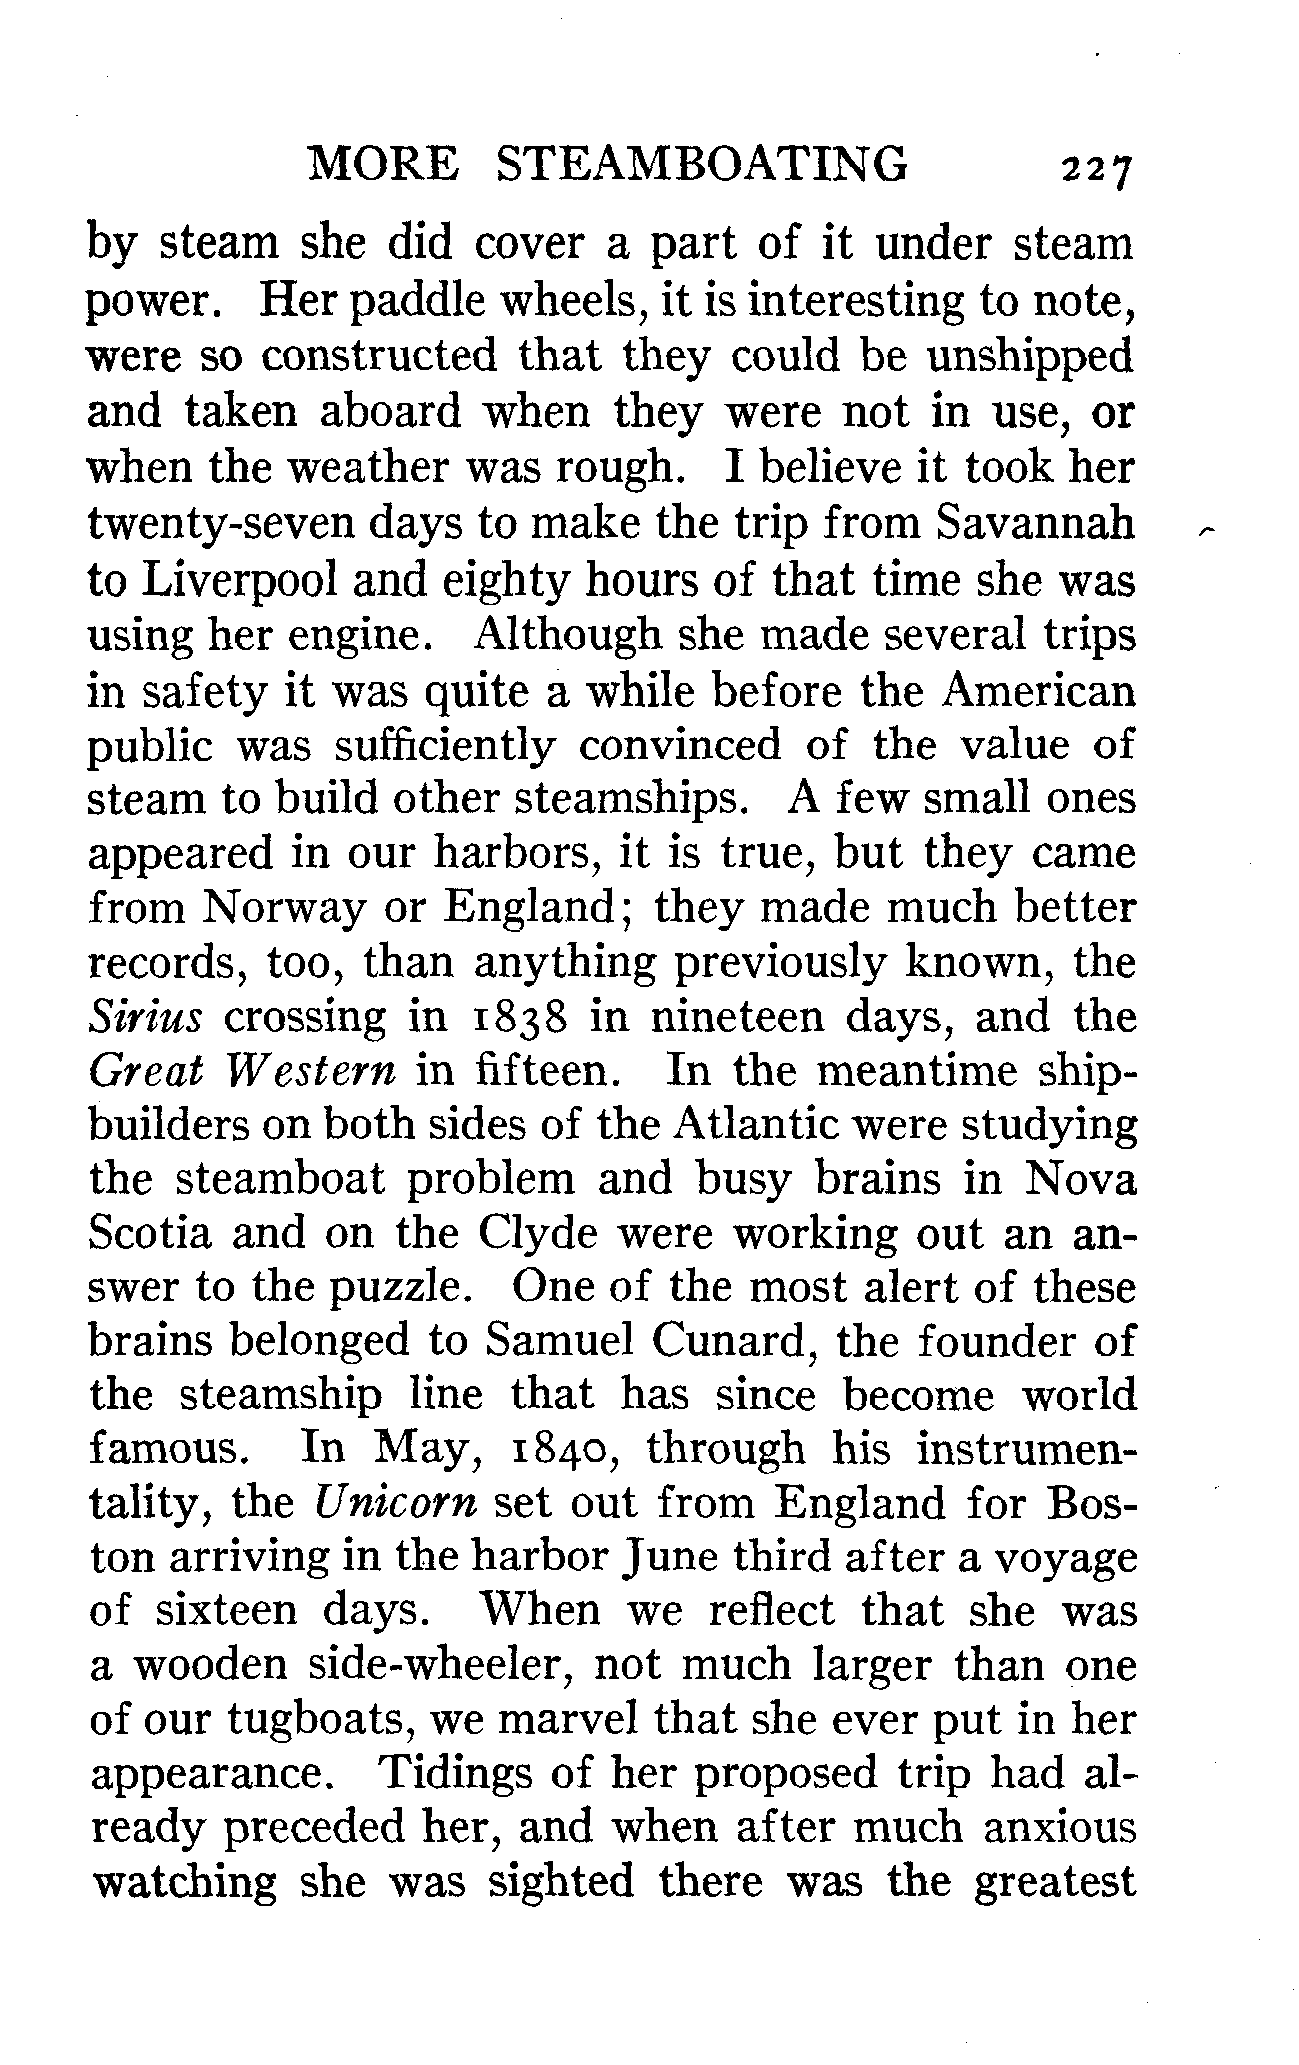 MORE STEAMBOATING 227
by steam she did cover a part of it under steam
power. Her paddle wheels, it is interesting to note,
were so constructed that they could be unshipped
and taken aboard when they were not in use, or
when the weather was rough. I believe it took her
twenty-seven days to make the trip from Savannah
to Liverpool and eighty hours of that time she was
using her engine. Although she made several trips
in safety it was quite a while before the American
public was sufficiently convinced of the value of
steam to build other steamships. A few small ones
appeared in our harbors, it is true, but they came
from Norway or England; they made much better
records, too, than anything previously known, the
Sirius crossing in 1838 in nineteen days, and the
Great Western in fifteen. In the meantime ship-
builders on both sides of the Atlantic were studying
the steamboat problem and busy brains in Nova
Scotia and on the Clyde were working out an an-
swer to the puzzle. One of the most alert of these
brains belonged to Samuel Cunard, the founder of
the steamship line that has since become world
famous. In May, 1840, through his instrumen-
tality, the Unicorn set out from England for Bos-
ton arriving in the harbor June third after a voyage
of sixteen days. When we reflect that she was
a wooden side-wheeler, not much larger than one
of our tugboats, we marvel that she ever put in her
appearance. Tidings of her proposed trip had al-
ready preceded her, and when after much anxious
watching she was sighted there was the greatest